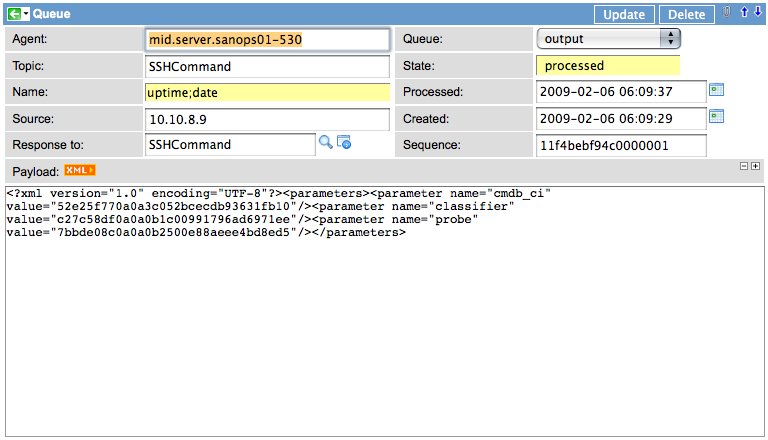 Queue Update Delete
Agent: mid.server.sanops01-530 Queue: output
Topic: SSHCommand State: processed
Name: uptime;date Processed: 2009-02-06 06:09:37
Source: 10.10.8.9 Created: 2009-02-06 06:09:29
Response to: SSHCommand Sequence: 11f4bebf94c0000001
Payload: XML
<?xml version="1.0" encoding="UTF-8"?><parameters><parameter name="cmdb_ci"
value="52e25f770a0a3c052bcecdb93631fb10"/><parameter name="classifier"
value="c27c58df0a0a0b1c00991796ad6971ee"/><parameter name="probe"
value="7bbde08c0a0a0b2500e88aeee4bd8ed5"/></parameters>